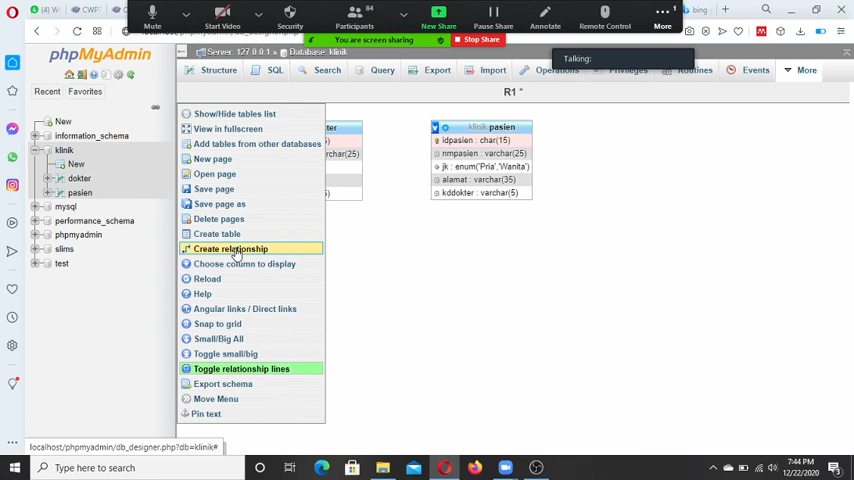 84
1
Mute
Start Video
Security
Participants
New Share
Pause Share
Annotate
Remote Control
More
You are screen sharing
Stop Share
Talking:
bing
(4) W
CWP
phpMyAdmin
Server: 127.0.0.1 » Database: klinik
Structure
SQL
Search
Query
Export
Import
Operations
Privileges
Routines
Events
More
R1 *
Recent
Favorites
New
information_schema
klinik
New
dokter
pasien
mysql
performance_schema
phpmyadmin
slims
test
Show/Hide tables list
View in fullscreen
Add tables from other databases
New page
Open page
Save page
Save page as
Delete pages
Create table
Create relationship
Choose column to display
Reload
Help
Angular links / Direct links
Snap to grid
Small/Big All
Toggle small/big
Toggle relationship lines
Export schema
Move Menu
Pin text
klinik pasien
idpasien : char(15)
nmpasien : varchar(25)
jk : enum('Pria','Wanita')
alamat : varchar(35)
kddokter : varchar(5)
localhost/phpmyadmin/db_designer.php?db=klinik#
Type here to search
7:44 PM
12/22/2020
3